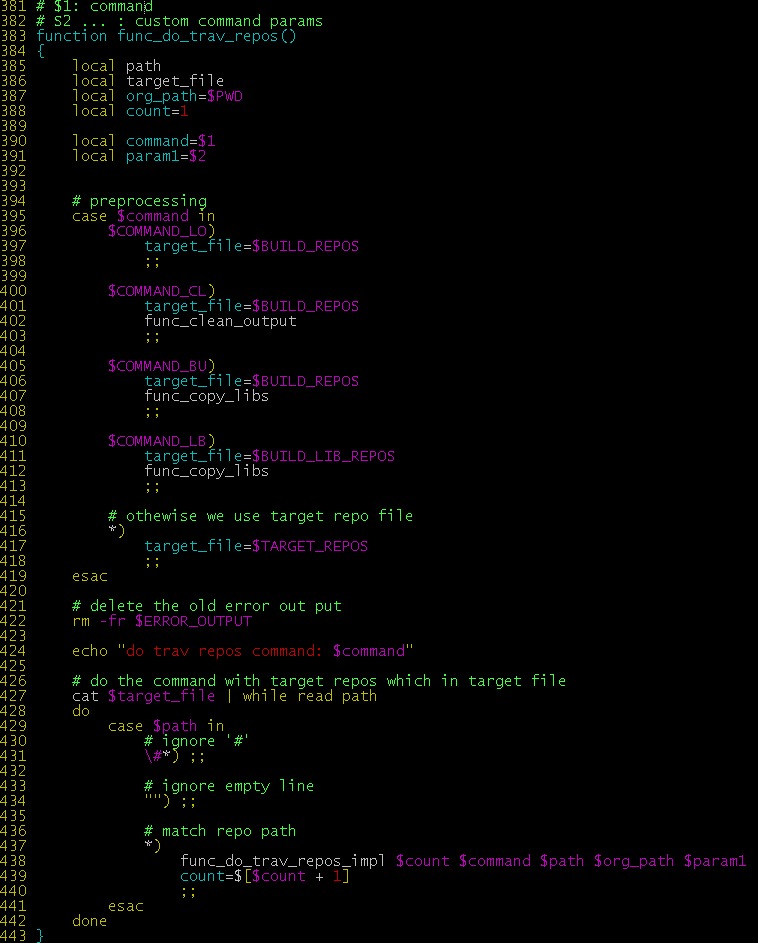 381 # $1: command
382 # S2 ... : custom command params
383 function func_do_trav_repos()
384 {
385     local path
386     local target_file
387     local org_path=$PWD
388     local count=1
389
390     local command=$1
391     local param1=$2
392
393
394     # preprocessing
395     case $command in
396         $COMMAND_LO)
397             target_file=$BUILD_REPOS
398             ;;
399
400         $COMMAND_CL)
401             target_file=$BUILD_REPOS
402             func_clean_output
403             ;;
404
405         $COMMAND_BU)
406             target_file=$BUILD_REPOS
407             func_copy_libs
408             ;;
409
410         $COMMAND_LB)
411             target_file=$BUILD_LIB_REPOS
412             func_copy_libs
413             ;;
414
415         # othewise we use target repo file
416         *)
417             target_file=$TARGET_REPOS
418             ;;
419     esac
420
421     # delete the old error out put
422     rm -fr $ERROR_OUTPUT
423
424     echo "do trav repos command: $command"
425
426     # do the command with target repos which in target file
427     cat $target_file | while read path
428     do
429         case $path in
430             # ignore '#'
431             \#*) ;;
432
433             # ignore empty line
434             "") ;;
435
436             # match repo path
437             *)
438                 func_do_trav_repos_impl $count $command $path $org_path $param1
439                 count=$[$count + 1]
440                 ;;
441         esac
442     done
443 }